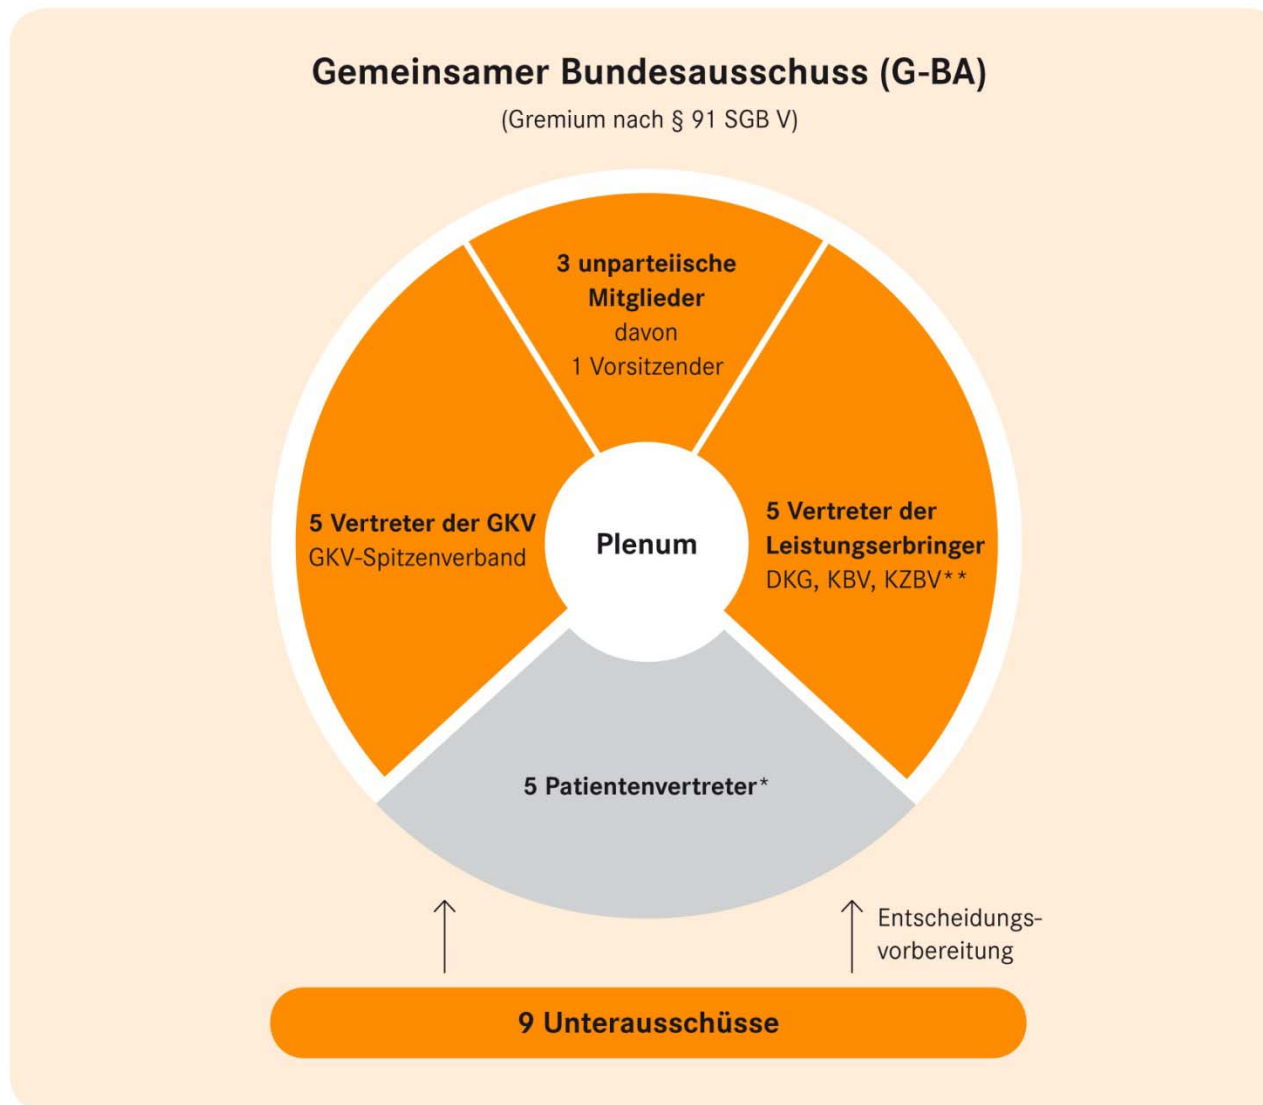 Gemeinsamer Bundesausschuss (G-BA)
(Gremium nach § 91 SGB V)
3 unparteiische
Mitglieder
davon
1 Vorsitzender
5 Vertreter der GKV
GKV-Spitzenverband
Plenum
5 Vertreter der
Leistungserbringer
DKG, KBV, KZBV**
5 Patientenvertreter*
Entscheidungs-
vorbereitung
9 Unterausschüsse